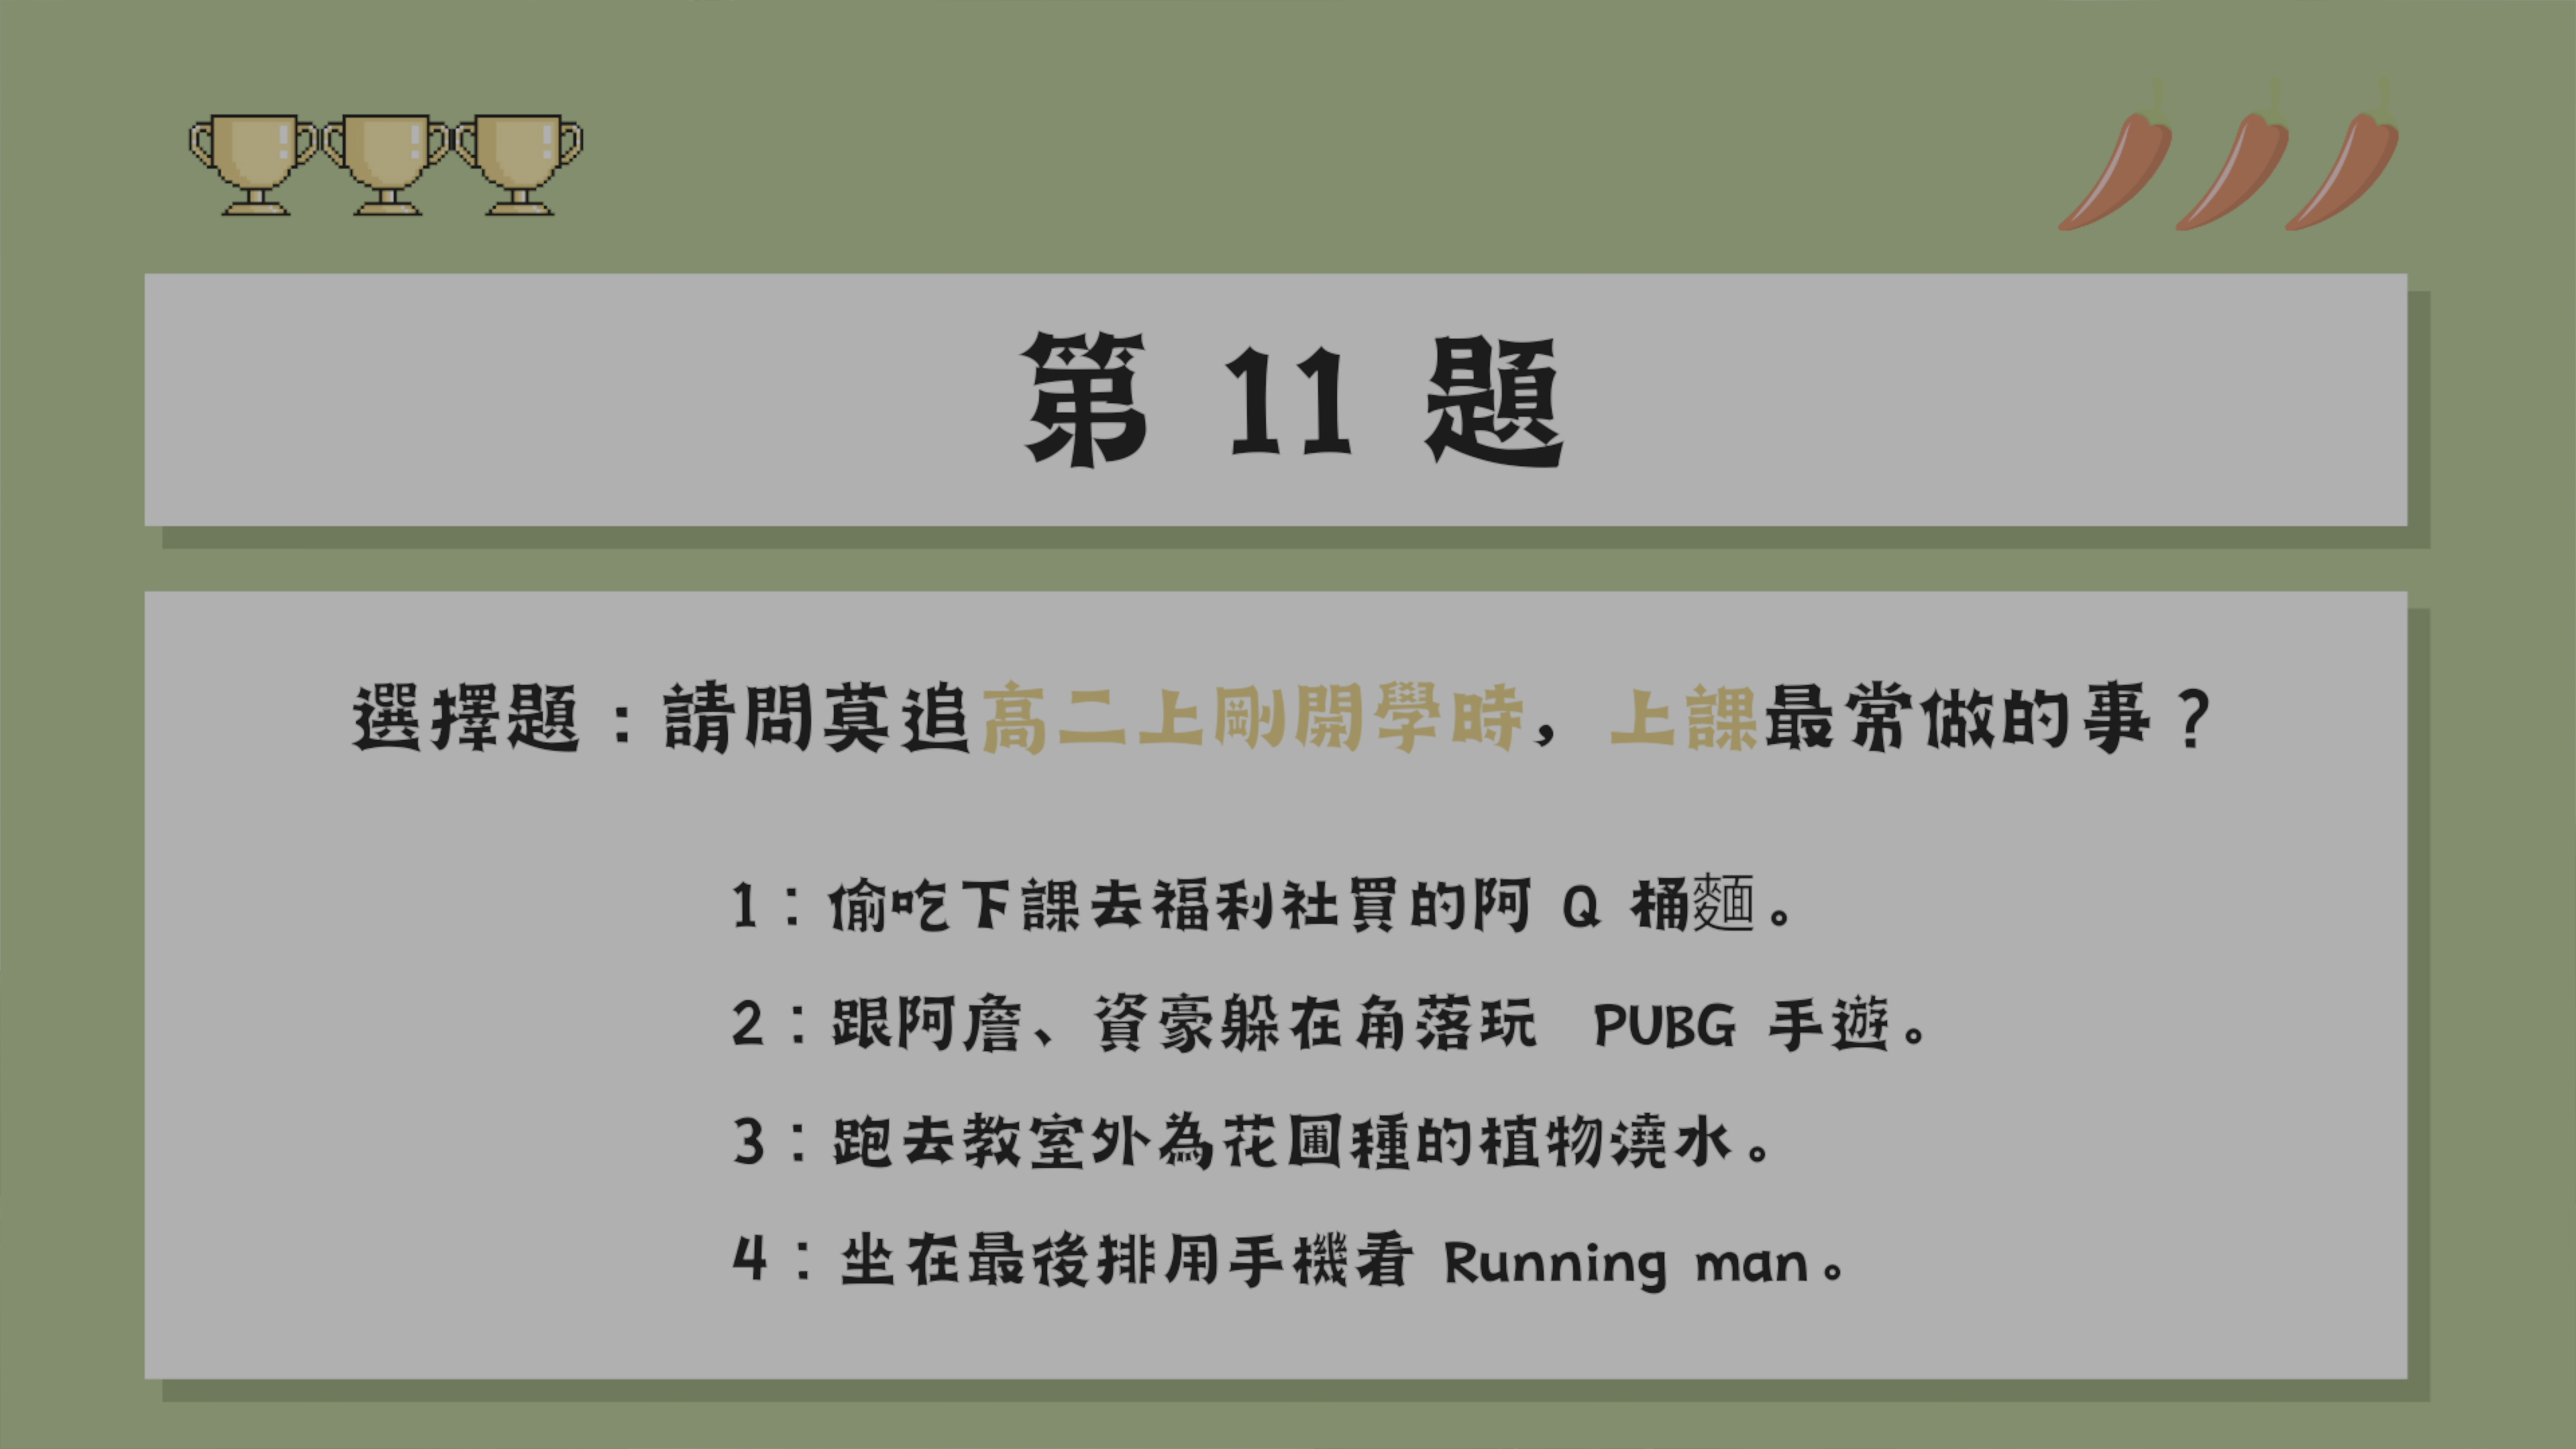 第 11 題
選擇題：請問莫追高二上剛開學時，上課最常做的事？
1：偷吃下課去福利社買的阿 Q 桶麵。
2：跟阿詹、資豪躲在角落玩 PUBG 手遊。
3：跑去教室外為花圃種的植物澆水。
4：坐在最後排用手機看 Running man。